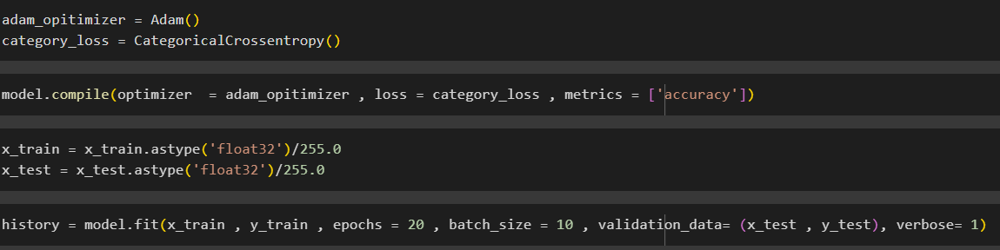 adam_opitimizer = Adam()
category_loss = CategoricalCrossentropy()
model.compile(optimizer  = adam_opitimizer , loss = category_loss , metrics = ['accuracy'])
x_train = x_train.astype('float32')/255.0
x_test = x_test.astype('float32')/255.0
history = model.fit(x_train , y_train , epochs = 20 , batch_size = 10 , validation_data= (x_test , y_test), verbose= 1)